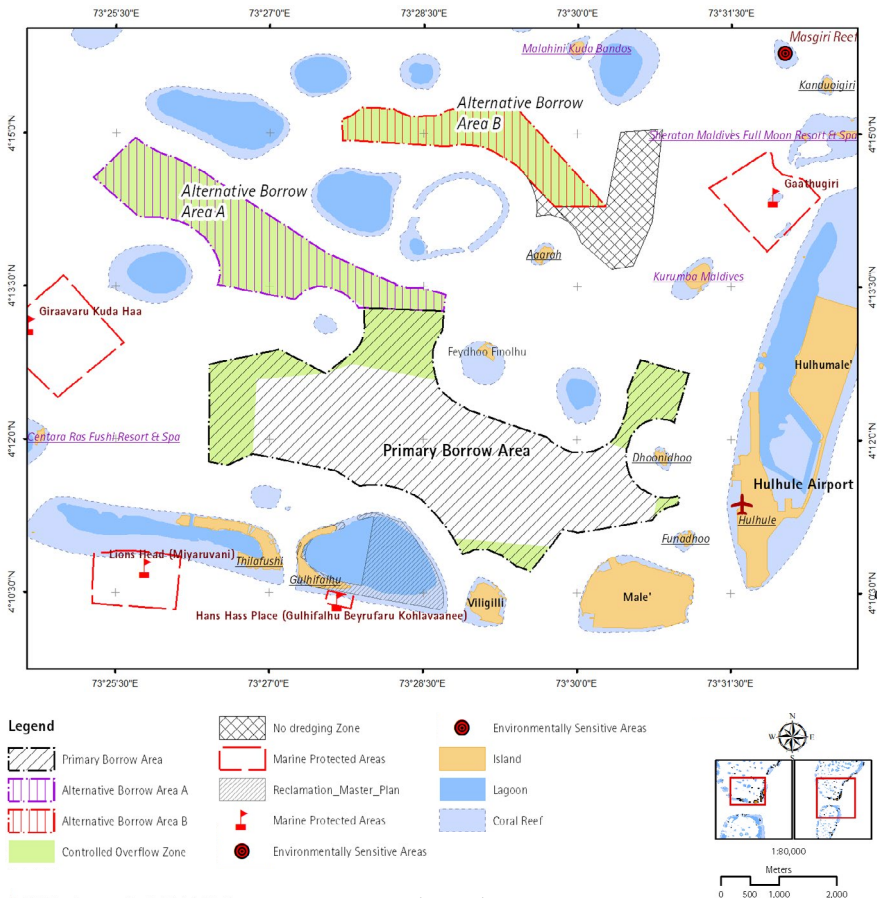 73°25'30"E 73°27'0"E 73°28'30"E 73°30'0"E 73°31'30"E
Malahini Kuda Bandos
Masgiri Reef
Kanduoigiri
Alternative Borrow
Area B
4°15'0"N
4°15'0"N
Sheraton Maldives Full Moon Resort & Spa
Gaathugiri
Alternative Borrow
Area A
Aarah
Kurumba Maldives
4°13'30"N
4°13'30"N
Giraavaru Kuda Haa
Feydhoo Finolhu
Hulhumale'
Centara Ras Fushi Resort & Spa
4°12'0"N
4°12'0"N
Primary Borrow Area
Dhoonidhoo
Hulhule Airport
Hulhule
Funadhoo
Lions Head (Miyaruvani)
Thilafushi
Gulhifalhu
4°10'30"N
4°10'30"N
Hans Hass Place (Gulhifalhu Beyrufaru Kohlavaanee)
Viligilli
Male'
73°25'30"E 73°27'0"E 73°28'30"E 73°30'0"E 73°31'30"E
Legend
Primary Borrow Area
Alternative Borrow Area A
Alternative Borrow Area B
Controlled Overflow Zone
No dredging Zone
Marine Protected Areas
Reclamation_Master_Plan
Marine Protected Areas
Environmentally Sensitive Areas
Environmentally Sensitive Areas
Island
Lagoon
Coral Reef
N
W E
S
1:80,000
Meters
0 500 1,000 2,000